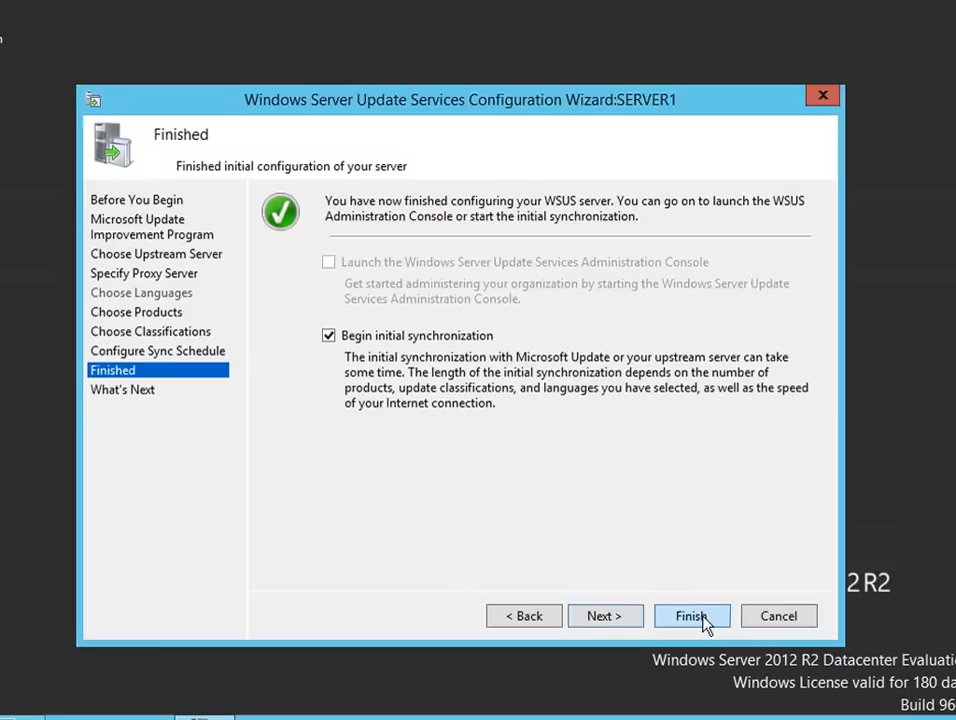 n
Windows Server Update Services Configuration Wizard:SERVER1
x
Finished
Finished initial configuration of your server
Before You Begin
Microsoft Update
Improvement Program
Choose Upstream Server
Specify Proxy Server
Choose Languages
Choose Products
Choose Classifications
Configure Sync Schedule
Finished
What's Next
You have now finished configuring your WSUS server. You can go on to launch the WSUS
Administration Console or start the initial synchronization.
Launch the Windows Server Update Services Administration Console
Get started administering your organization by starting the Windows Server Update
Services Administration Console.
Begin initial synchronization
The initial synchronization with Microsoft Update or your upstream server can take
some time. The length of the initial synchronization depends on the number of
products, update classifications, and languages you have selected, as well as the speed
of your Internet connection.
< Back
Next >
Finish
Cancel
2 R2
Windows Server 2012 R2 Datacenter Evaluati
Windows License valid for 180 da
Build 96